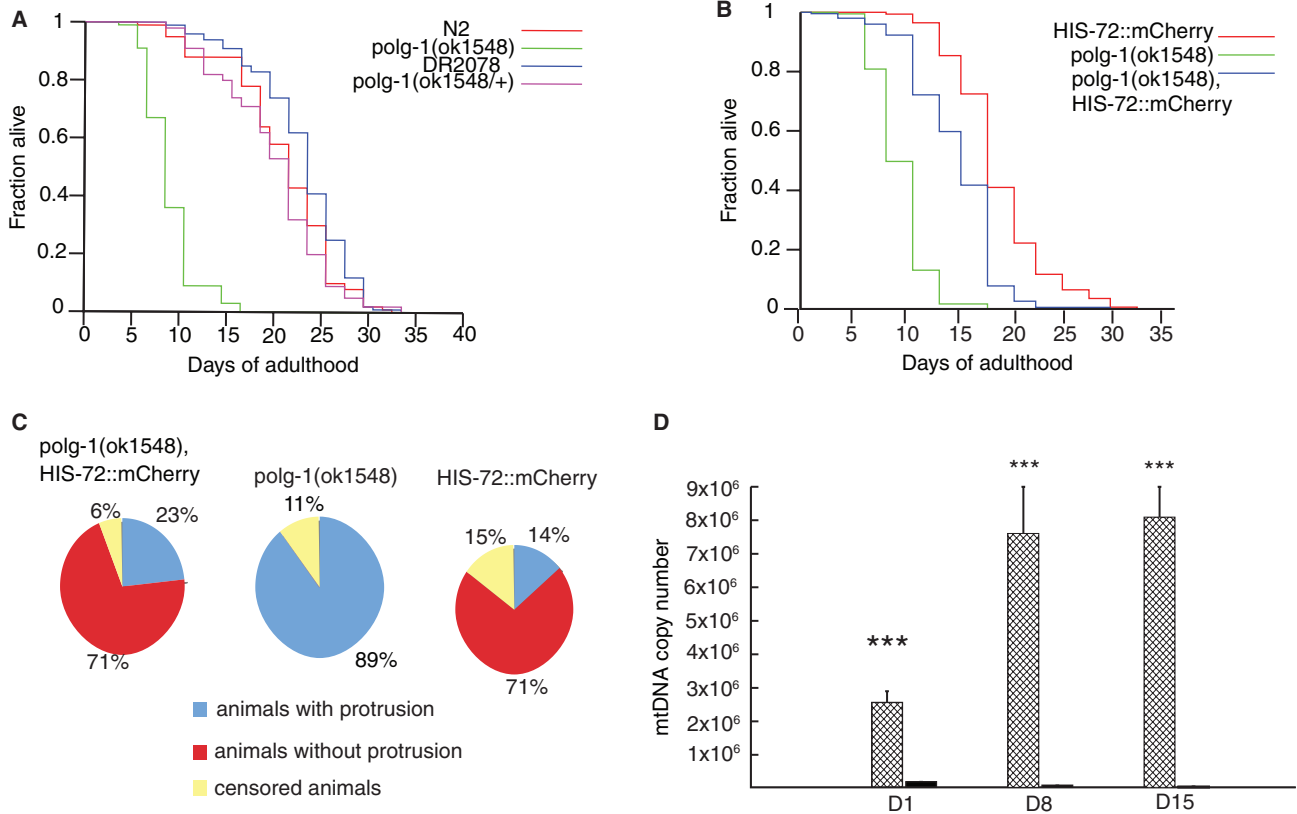 A
Fraction alive
1
0.8
0.6
0.4
0.2
0
0 5 10 15 20 25 30 35 40
Days of adulthood
N2
polg-1(ok1548)
DR2078
polg-1(ok1548/+)
B
Fraction alive
1
0.8
0.6
0.4
0.2
0
0 5 10 15 20 25 30 35
Days of adulthood
HIS-72::mCherry
polg-1(ok1548)
polg-1(ok1548),
HIS-72::mCherry
C
polg-1(ok1548),
HIS-72::mCherry
6%
23%
71%
polg-1(ok1548)
11%
89%
HIS-72::mCherry
15%
14%
71%
animals with protrusion
animals without protrusion
censored animals
D
mtDNA copy number
9x10⁶
8x10⁶
7x10⁶
6x10⁶
5x10⁶
4x10⁶
3x10⁶
2x10⁶
1x10⁶
***
***
***
D1 D8 D15